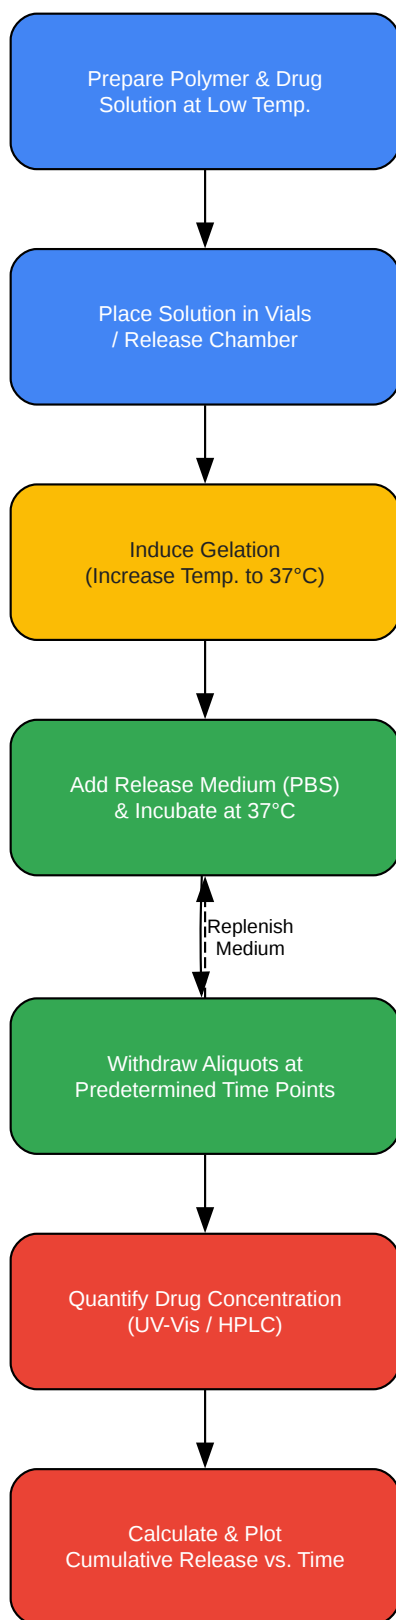 Prepare Polymer & Drug
Solution at Low Temp.
Place Solution in Vials
/ Release Chamber
Induce Gelation
(Increase Temp. to 37°C)
Add Release Medium (PBS)
& Incubate at 37°C
Replenish
Medium
Withdraw Aliquots at
Predetermined Time Points
Quantify Drug Concentration
(UV-Vis / HPLC)
Calculate & Plot
Cumulative Release vs. Time